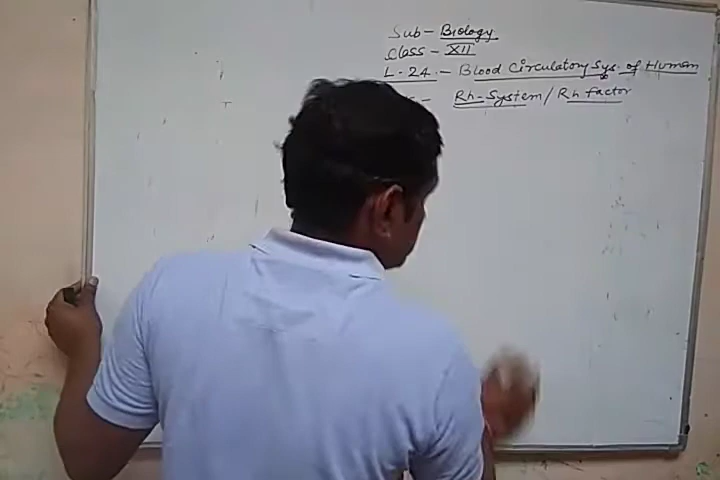 Sub- Biology
Class - XII
L-24. - Blood Circulatory Sys. of Human
- Rh-System/Rh factor